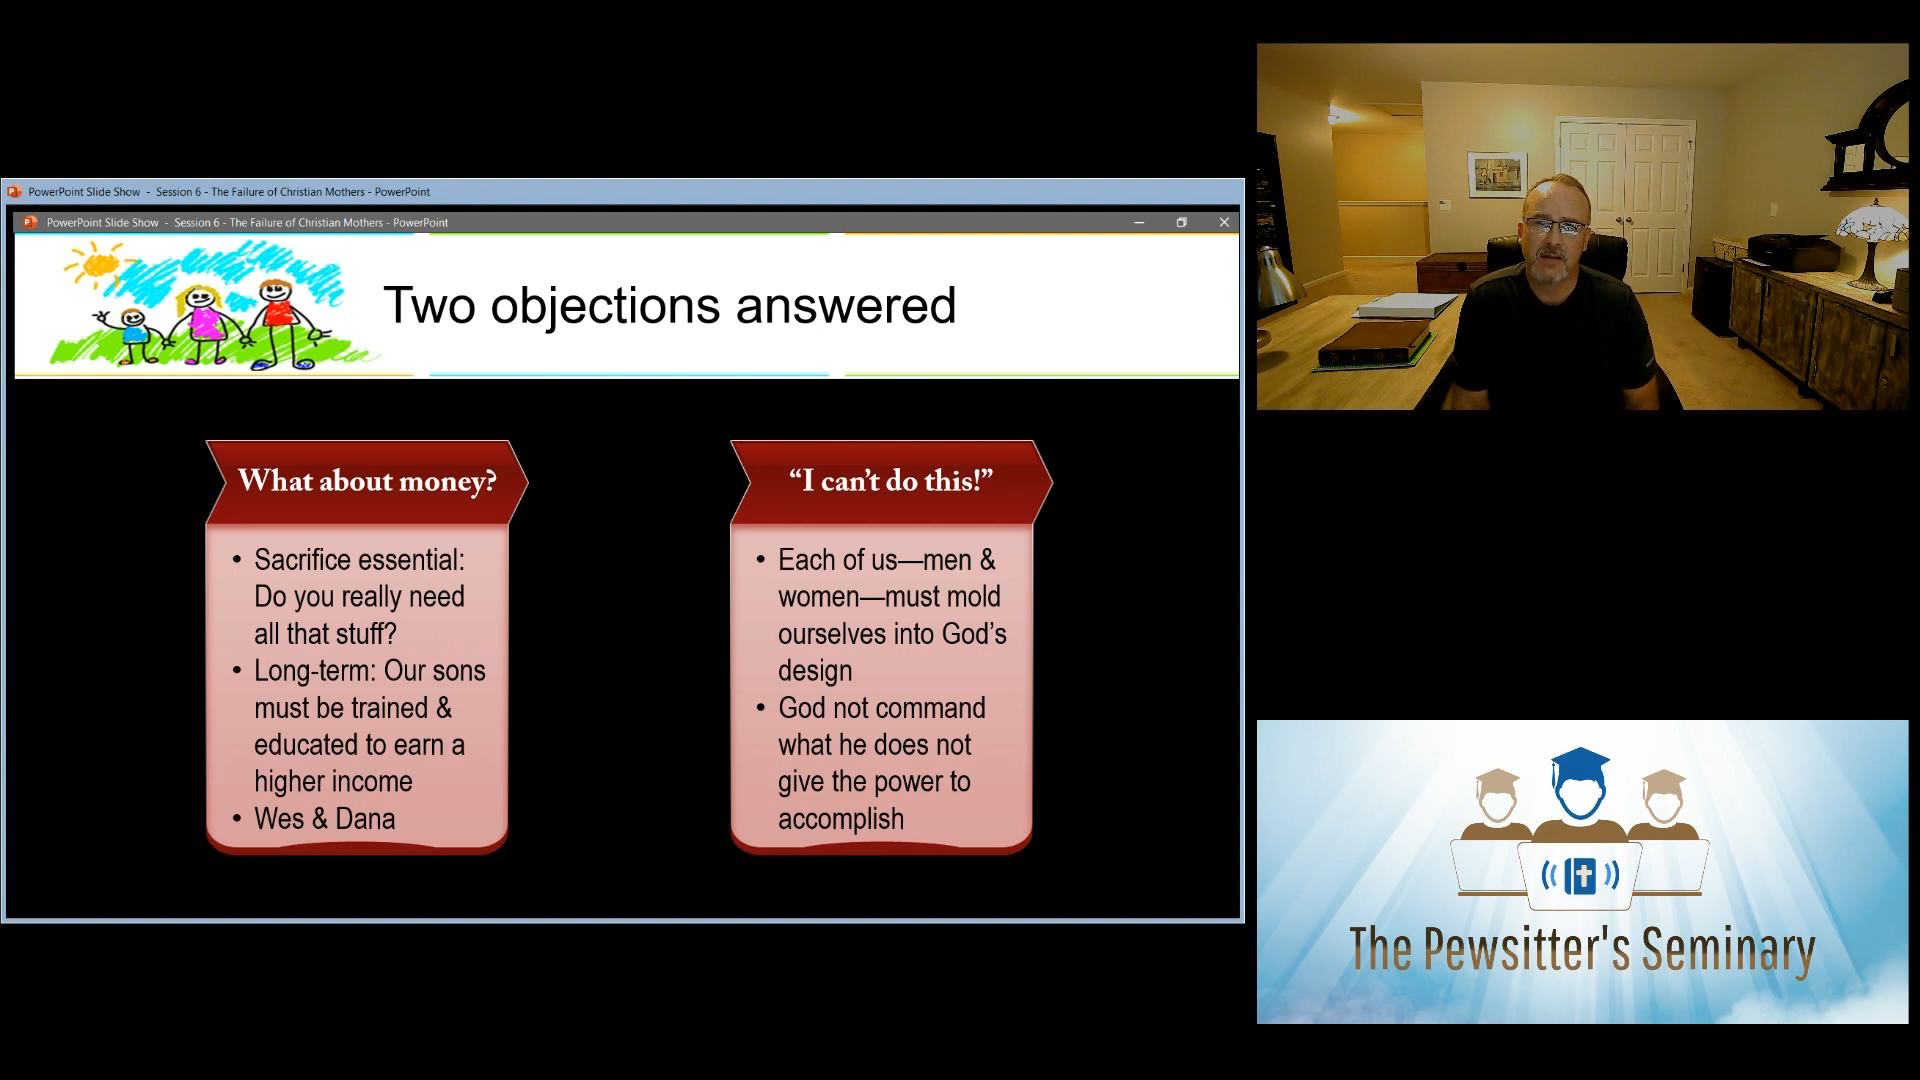 PowerPoint Slide Show - Session 6 - The Failure of Christian Mothers - PowerPoint
PowerPoint Slide Show - Session 6 - The Failure of Christian Mothers - PowerPoint
Two objections answered
What about money?
• Sacrifice essential:
Do you really need
all that stuff?
• Long-term: Our sons
must be trained &
educated to earn a
higher income
• Wes & Dana
“I can’t do this!”
• Each of us—men &
women—must mold
ourselves into God’s
design
• God not command
what he does not
give the power to
accomplish
The Pewsitter's Seminary